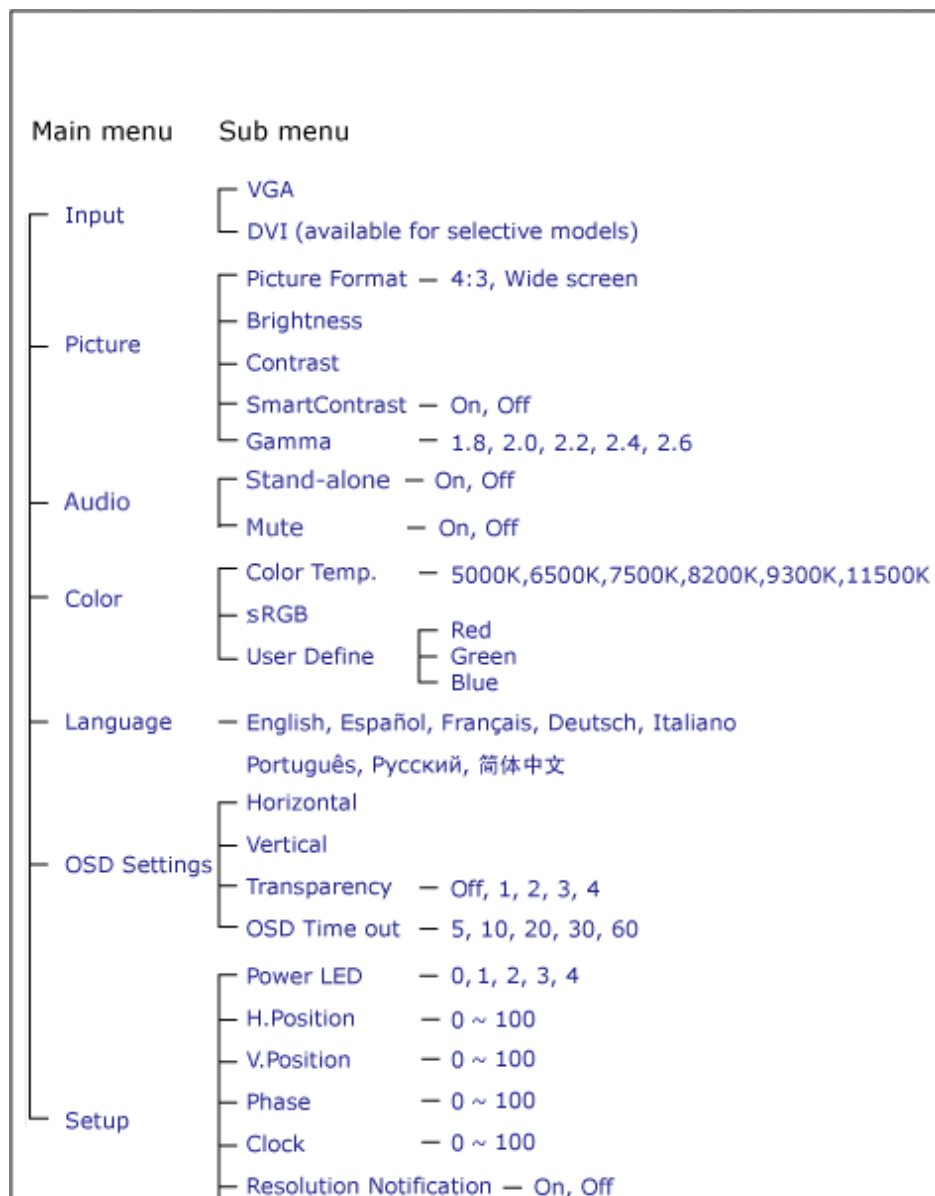 Main menu Sub menu
Input
VGA
DVI (available for selective models)
Picture
Picture Format — 4:3, Wide screen
Brightness
Contrast
SmartContrast — On, Off
Gamma — 1.8, 2.0, 2.2, 2.4, 2.6
Audio
Stand-alone — On, Off
Mute — On, Off
Color
Color Temp. — 5000K,6500K,7500K,8200K,9300K,11500K
sRGB
User Define
Red
Green
Blue
Language — English, Español, Français, Deutsch, Italiano
Português, Русский, 简体中文
OSD Settings
Horizontal
Vertical
Transparency — Off, 1, 2, 3, 4
OSD Time out — 5, 10, 20, 30, 60
Setup
Power LED — 0, 1, 2, 3, 4
H.Position — 0 ~ 100
V.Position — 0 ~ 100
Phase — 0 ~ 100
Clock — 0 ~ 100
Resolution Notification — On, Off